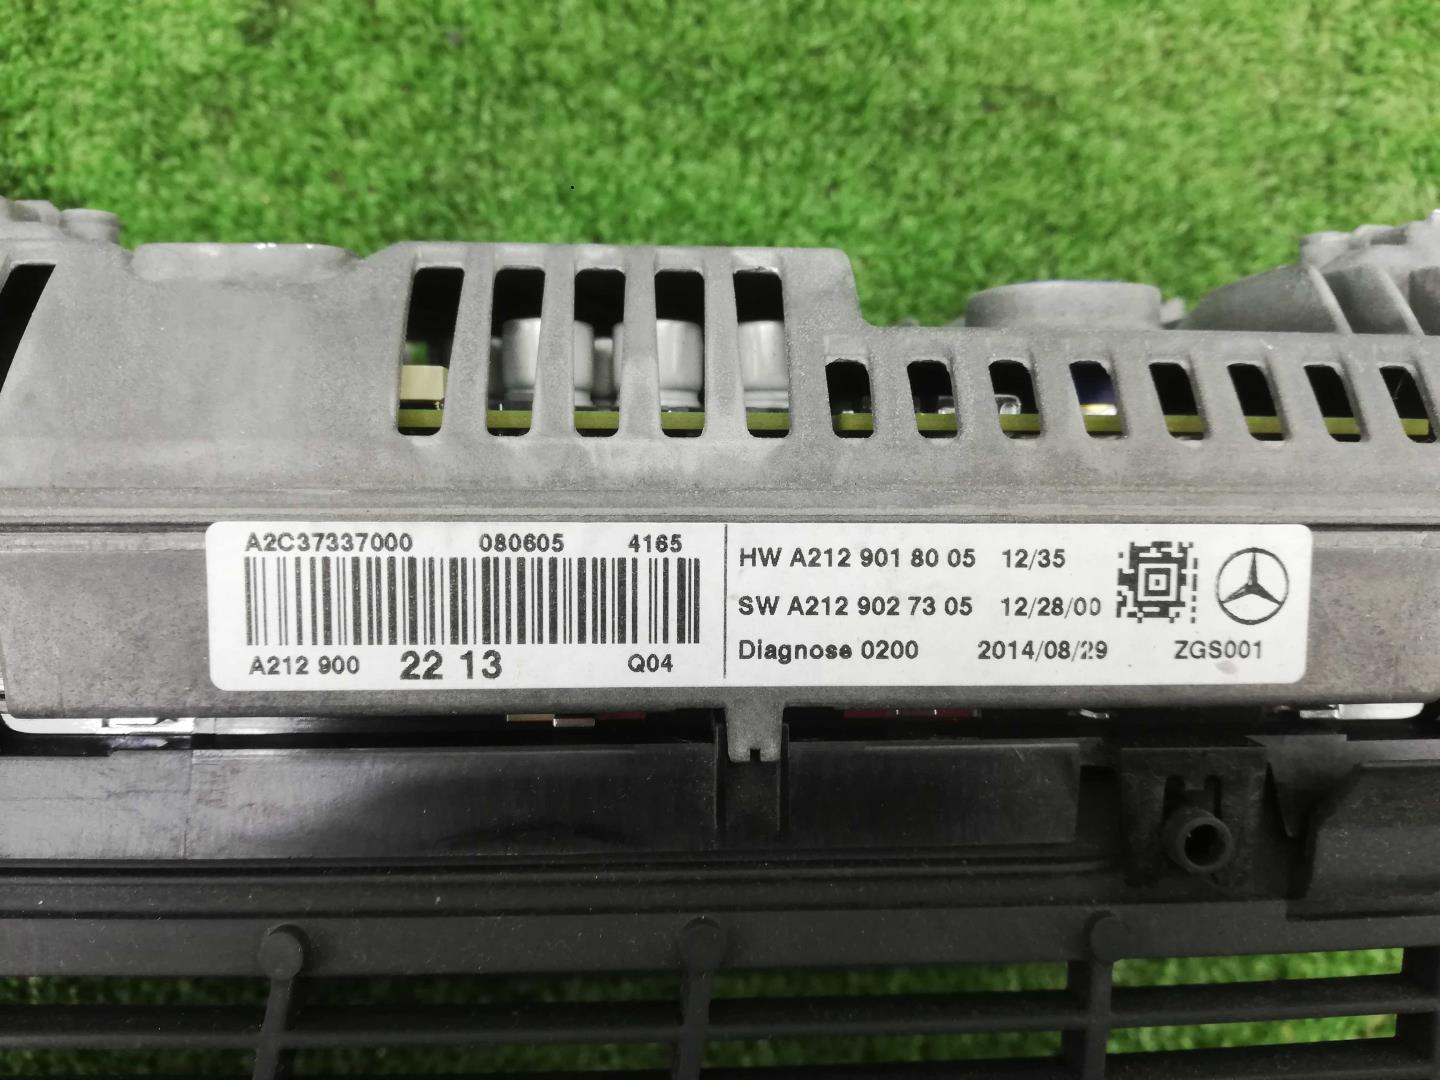 A2C37337000 080605 4165
A212 900 22 13 Q04
HW A212 901 80 05 12/35
SW A212 902 73 05 12/28/00
Diagnose 0200 2014/08/29 ZGS001